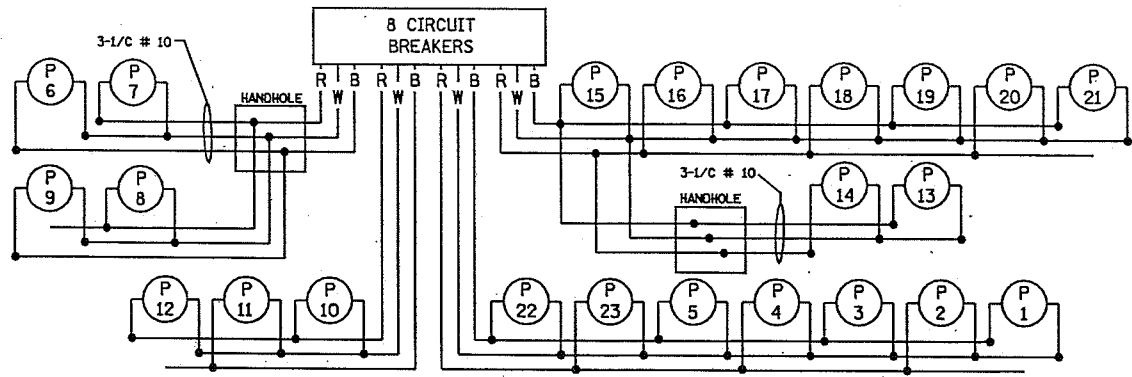 8 CIRCUIT
BREAKERS
3-1/C # 10
R W B R W B R W B R W B
P 6
P 7
HANDHOLE
P 15
P 16
P 17
P 18
P 19
P 20
P 21
P 9
P 8
3-1/C # 10
HANDHOLE
P 14
P 13
P 12
P 11
P 10
P 22
P 23
P 5
P 4
P 3
P 2
P 1